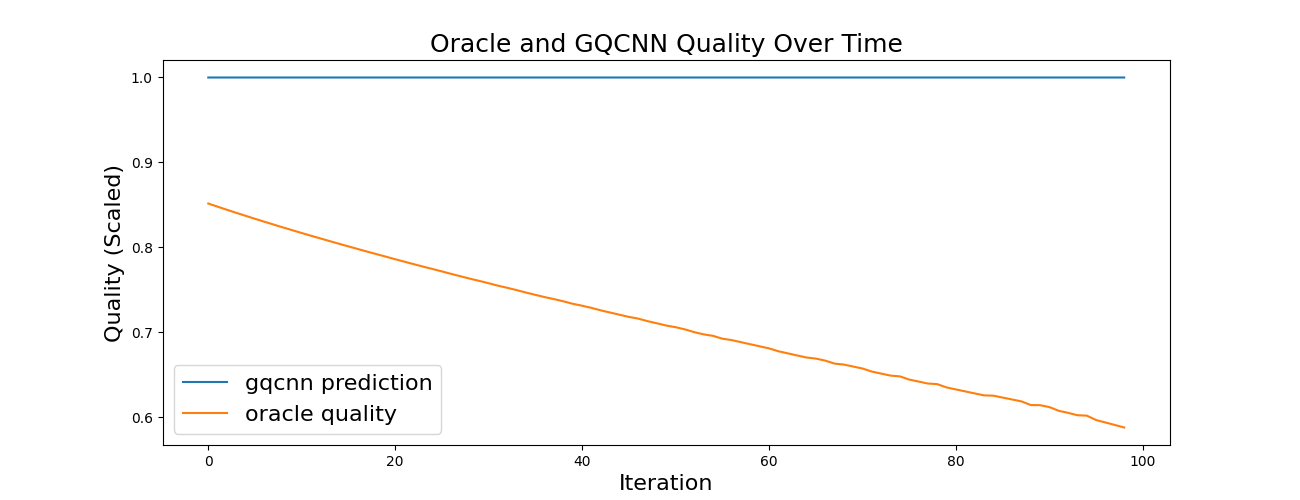 Oracle and GQCNN Quality Over Time
Quality (Scaled)
1.0
0.9
0.8
0.7
0.6
gqcnn prediction
oracle quality
0 20 40 60 80 100
Iteration